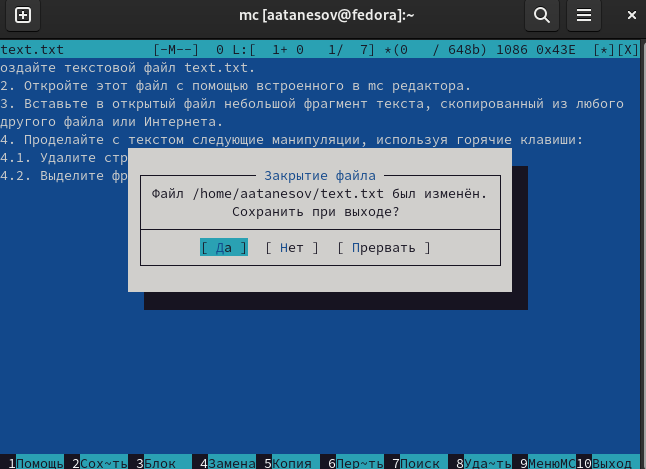 mc [aatanesov@fedora]:~
text.txt [-M--] 0 L:[ 1+ 0 1/ 7] *(0 / 648b) 1086 0x43E [*][X]
оздайте текстовой файл text.txt.
2. Откройте этот файл с помощью встроенного в mc редактора.
3. Вставьте в открытый файл небольшой фрагмент текста, скопированный из любого
другого файла или Интернета.
4. Проделайте с текстом следующие манипуляции, используя горячие клавиши:
4.1. Удалите стр
4.2. Выделите фр
Закрытие файла
Файл /home/aatanesov/text.txt был изменён.
Сохранить при выходе?
[ Да ] [ Нет ] [ Прервать ]
1Помощь 2Сох~ть 3Блок 4Замена 5Копия 6Пер~ть 7Поиск 8Уда~ть 9МенюMC 10Выход